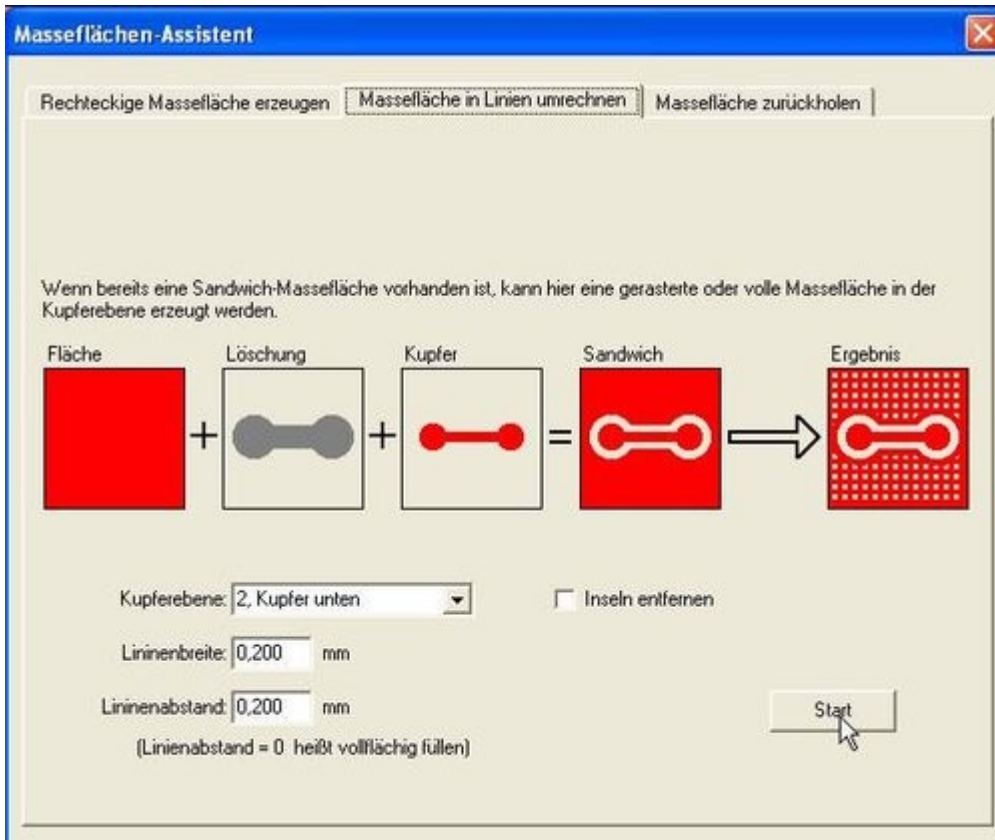 Masseflächen-Assistent
Rechteckige Massefläche erzeugen
Massefläche in Linien umrechnen
Massefläche zurückholen
Wenn bereits eine Sandwich-Massefläche vorhanden ist, kann hier eine gerasterte oder volle Massefläche in der
Kupferebene erzeugt werden.
Fläche
Löschung
Kupfer
Sandwich
Ergebnis
+ + =
Kupferebene: 2, Kupfer unten
Inseln entfernen
Lininenbreite: 0,200 mm
Lininenabstand: 0,200 mm
Start
(Linienabstand = 0 heißt vollflächig füllen)